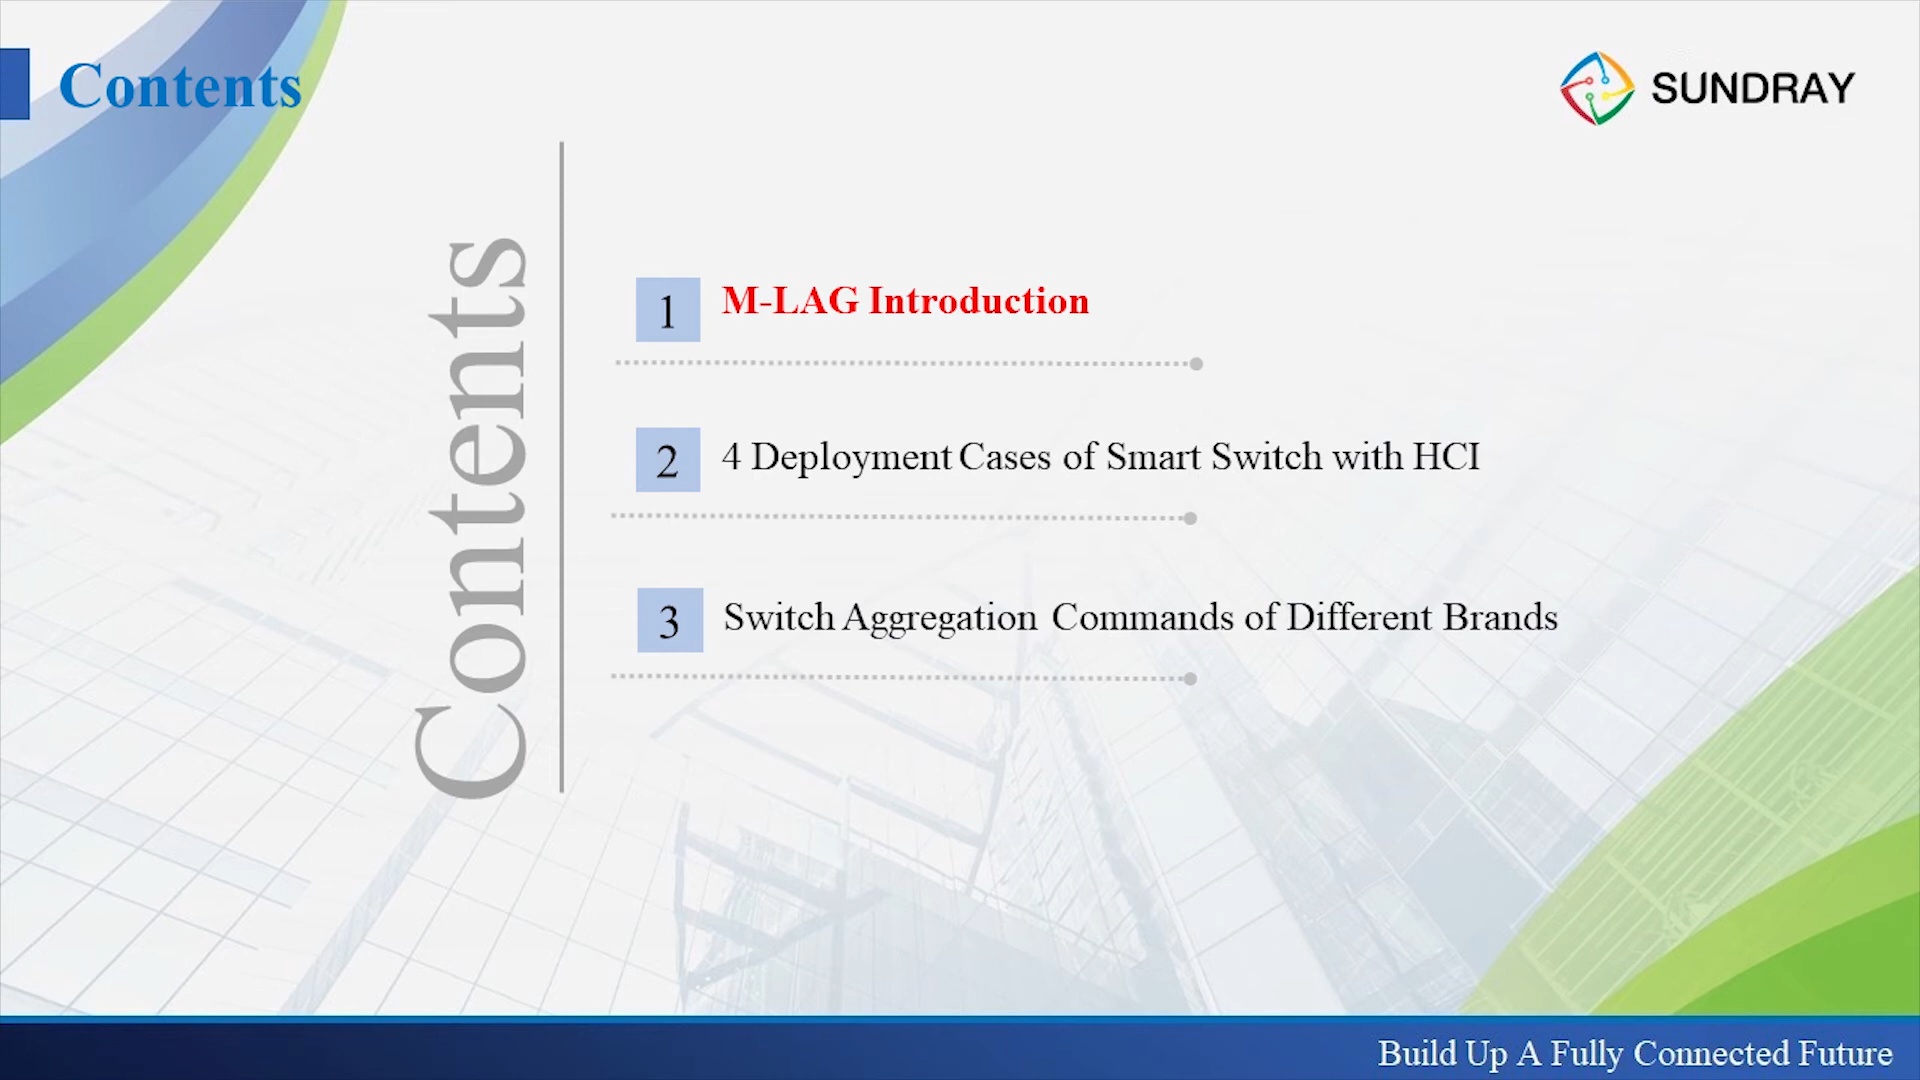 Contents
SUNDRAY
Contents
1 M-LAG Introduction
2 4 Deployment Cases of Smart Switch with HCI
3 Switch Aggregation Commands of Different Brands
Build Up A Fully Connected Future